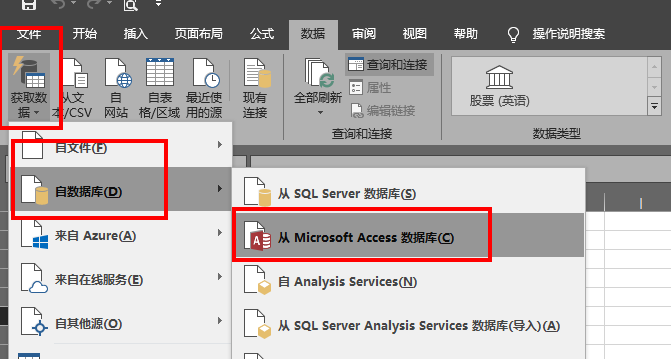 文件 开始 插入 页面布局 公式 数据 审阅 视图 帮助 操作说明搜索
获取数据 从文本/CSV 自网站 自表格/区域 最近使用的源 现有连接 全部刷新 查询和连接 属性 编辑链接 股票 (英语)
查询和连接 数据类型
自文件(F)
自数据库(D)
从 SQL Server 数据库(S)
从 Microsoft Access 数据库(C)
来自 Azure(A)
自 Analysis Services(N)
来自在线服务(E)
从 SQL Server Analysis Services 数据库(导入)(A)
自其他源(O)